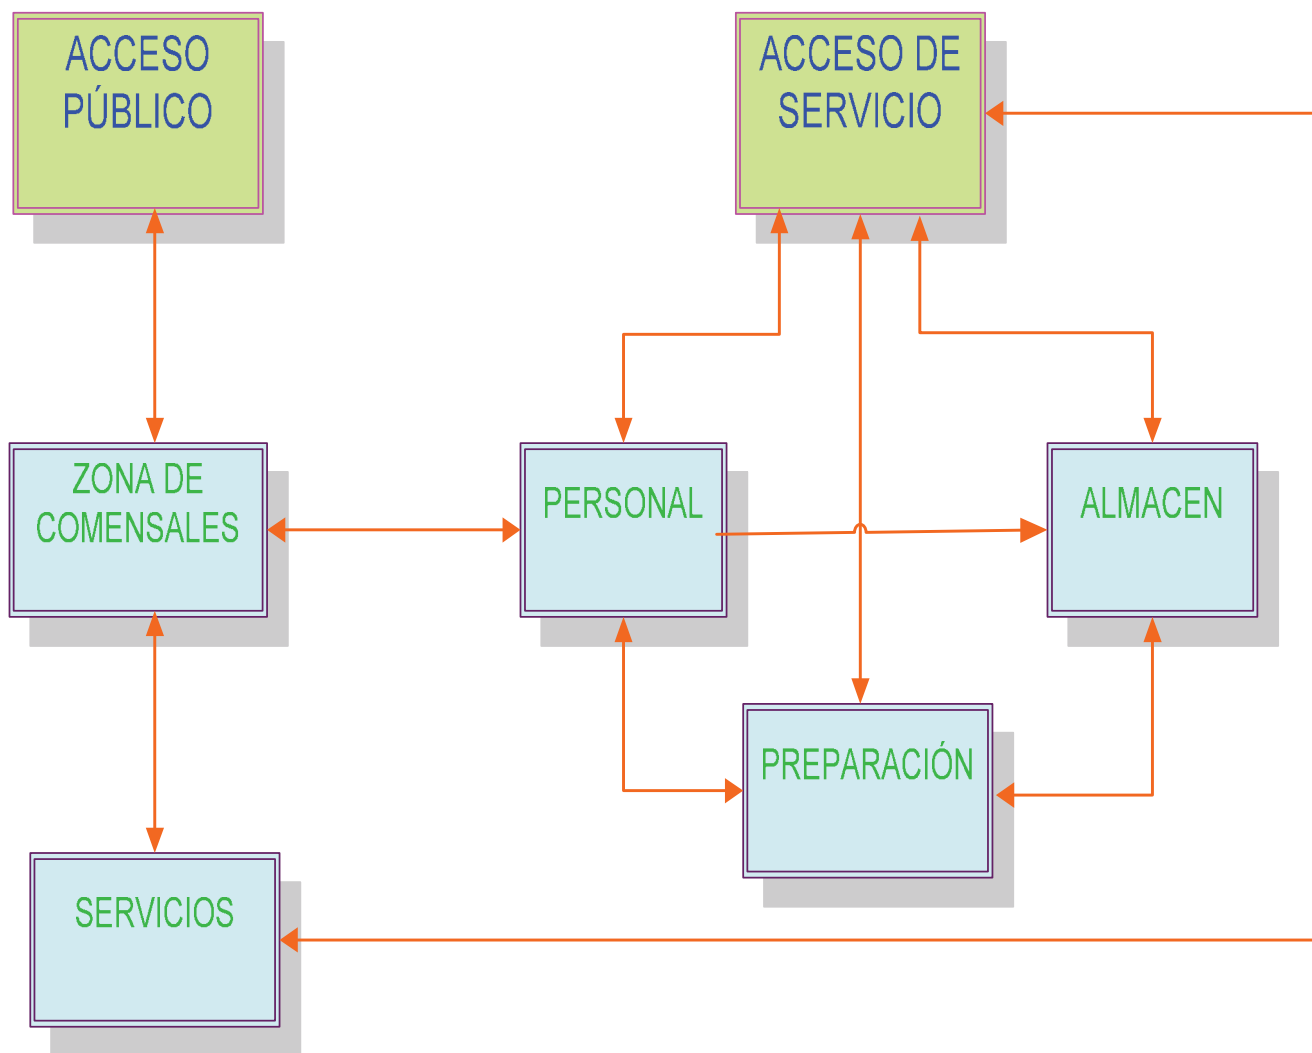 ACCESO
PÚBLICO
ACCESO DE
SERVICIO
ZONA DE
COMENSALES
PERSONAL
ALMACEN
PREPARACIÓN
SERVICIOS